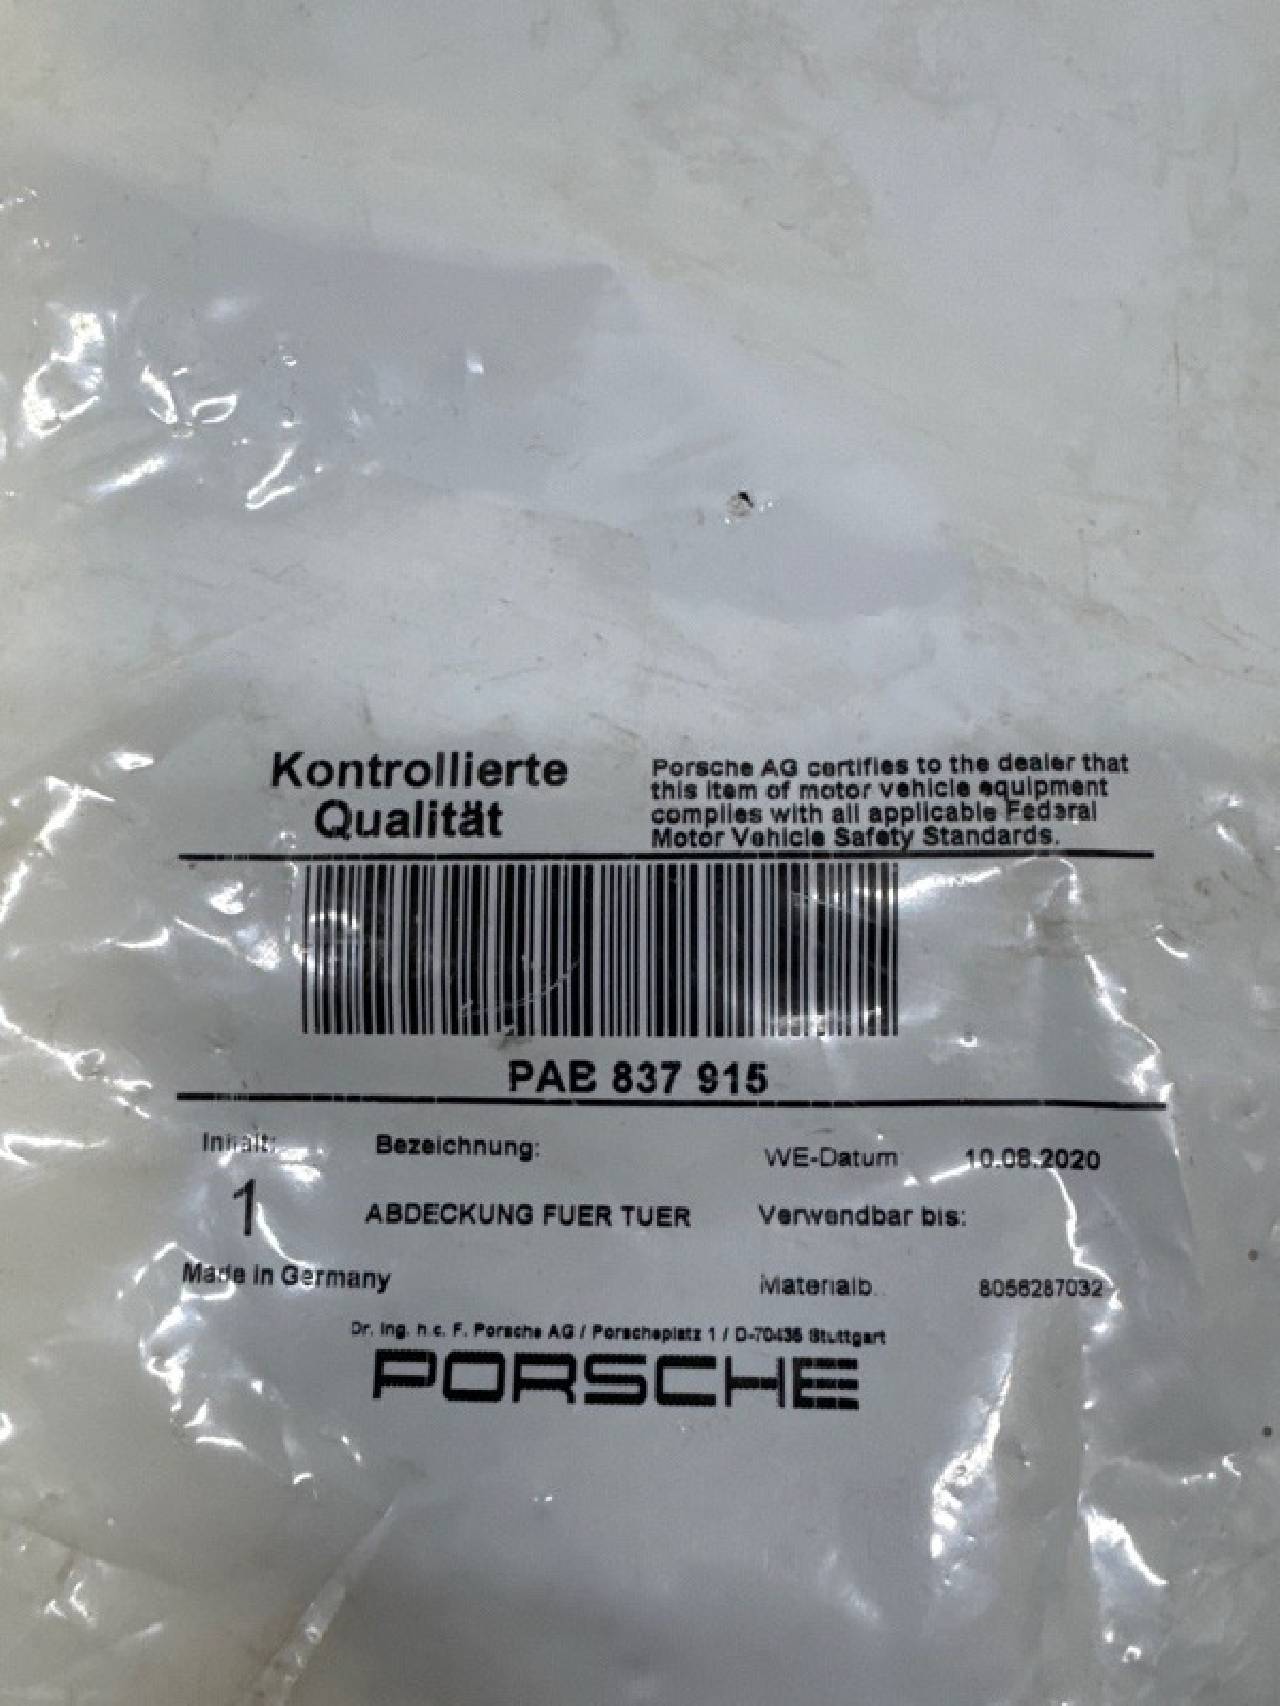 Kontrollierte
Qualität
Porsche AG certifies to the dealer that
this item of motor vehicle equipment
complies with all applicable Federal
Motor Vehicle Safety Standards.
PAB 837 915
Inhalt:
Bezeichnung:
WE-Datum 10.08.2020
1
ABDECKUNG FUER TUER
Verwendbar bis:
Made in Germany
Materialb. 8056287032
Dr. Ing. h.c. F. Porsche AG / Porscheplatz 1 / D-70435 Stuttgart
PORSCHE